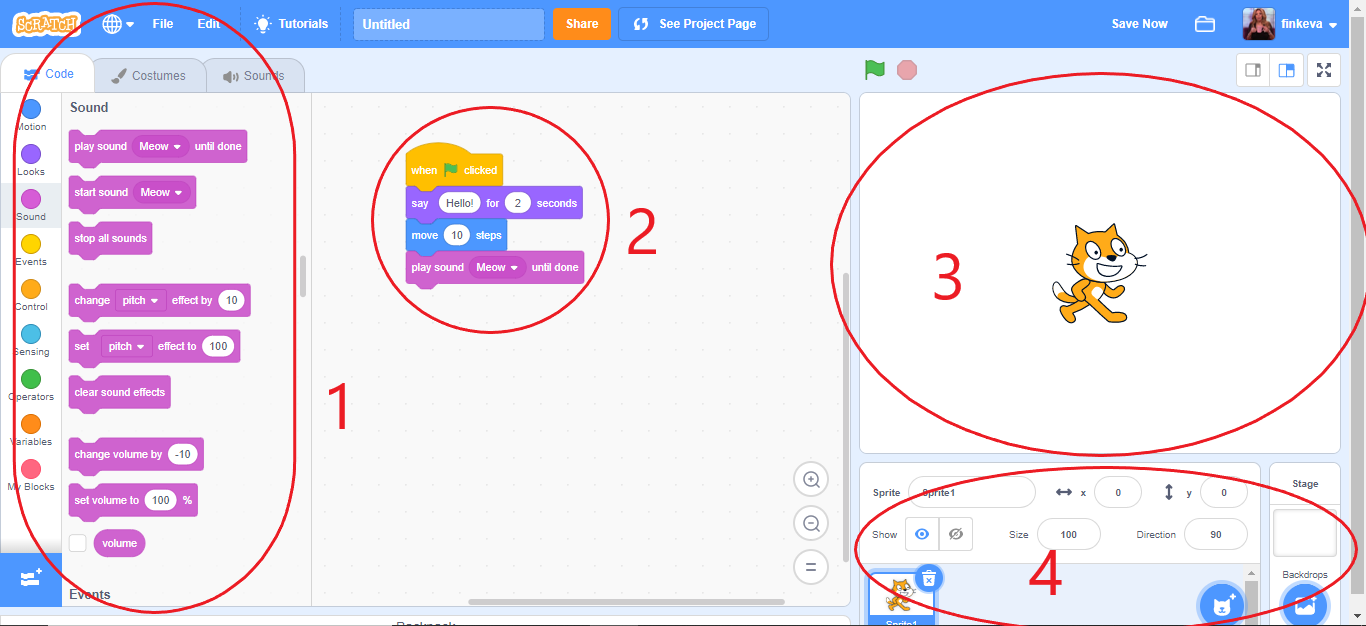 SCRATCH File Edit Tutorials Untitled Share See Project Page Save Now finkeva
Code Costumes Sounds
Motion
Looks
Sound
Events
Control
Sensing
Operators
Variables
My Blocks
Sound
play sound Meow until done
start sound Meow
stop all sounds
change pitch effect by 10
set pitch effect to 100
clear sound effects
change volume by -10
set volume to 100 %
volume
Events
1
when clicked
say Hello! for 2 seconds
move 10 steps
play sound Meow until done
2
=
Backpack
3
Sprite Sprite1 x 0 y 0
Show Size 100 Direction 90
4
Sprite1
Stage
Backdrops